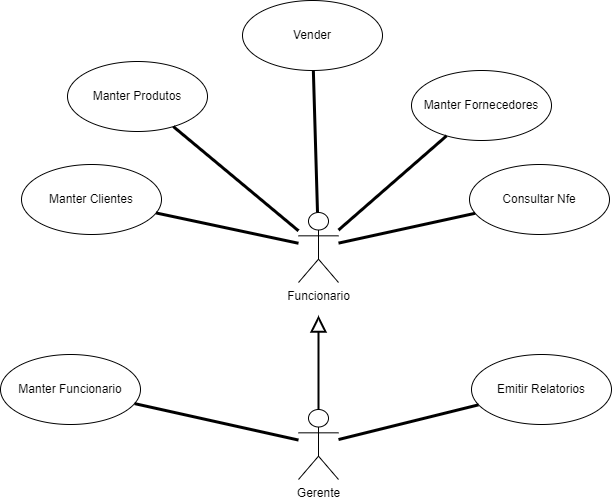 Vender
Manter Produtos
Manter Fornecedores
Manter Clientes
Consultar Nfe
Funcionario
Manter Funcionario
Emitir Relatorios
Gerente